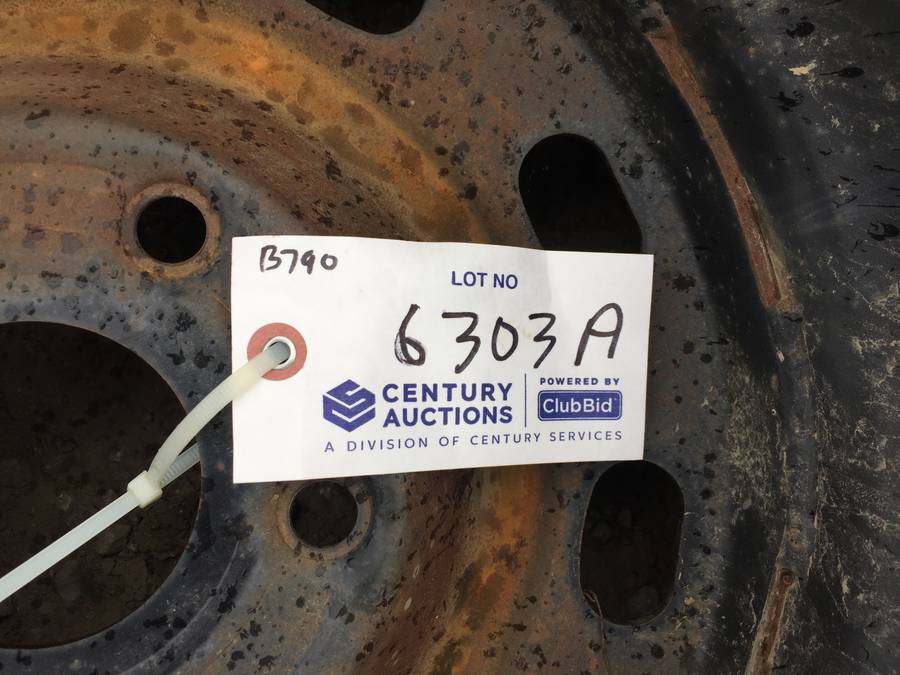 B790
LOT NO
6303A
CENTURY AUCTIONS
POWERED BY
ClubBid
A DIVISION OF CENTURY SERVICES